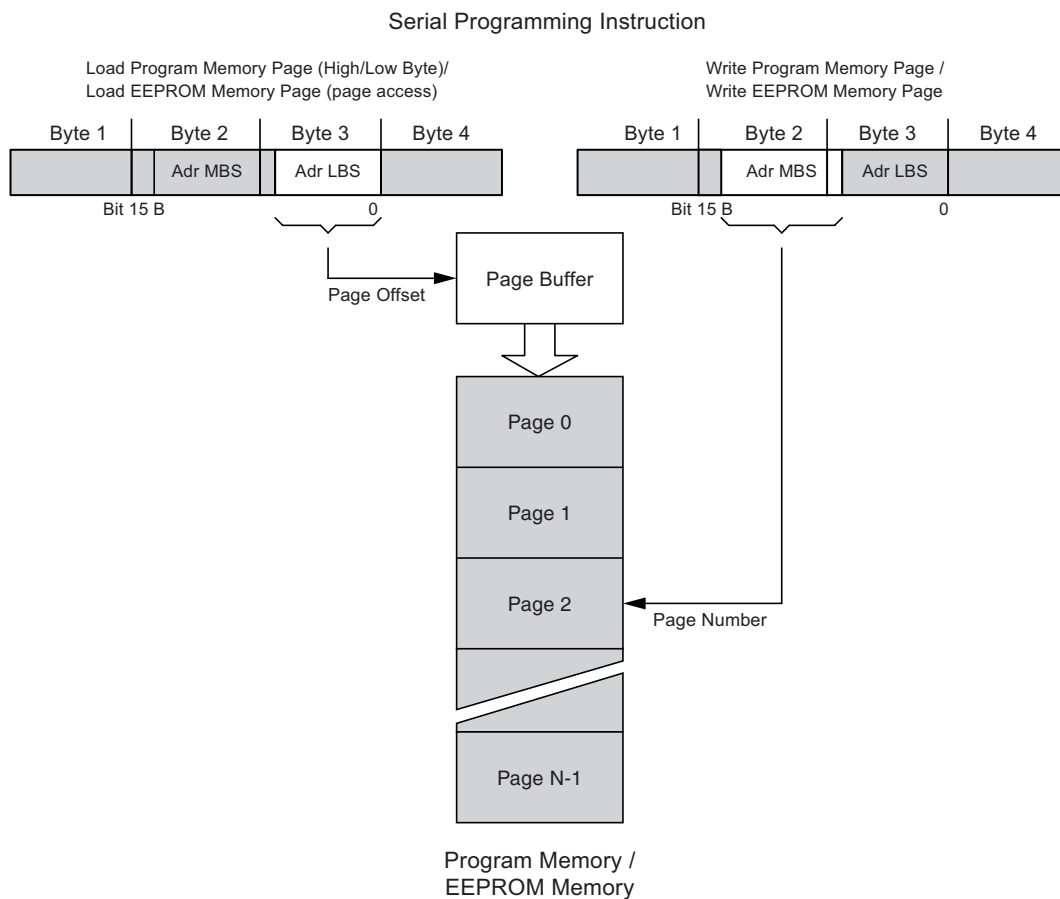 Serial Programming Instruction
Load Program Memory Page (High/Low Byte)/
Load EEPROM Memory Page (page access)
Write Program Memory Page /
Write EEPROM Memory Page
Byte 1 Byte 2 Byte 3 Byte 4
Byte 1 Byte 2 Byte 3 Byte 4
Adr MBS Adr LBS
Adr MBS Adr LBS
Bit 15 B 0
Bit 15 B 0
Page Buffer
Page Offset
Page 0
Page 1
Page 2
Page Number
Page N-1
Program Memory /
EEPROM Memory